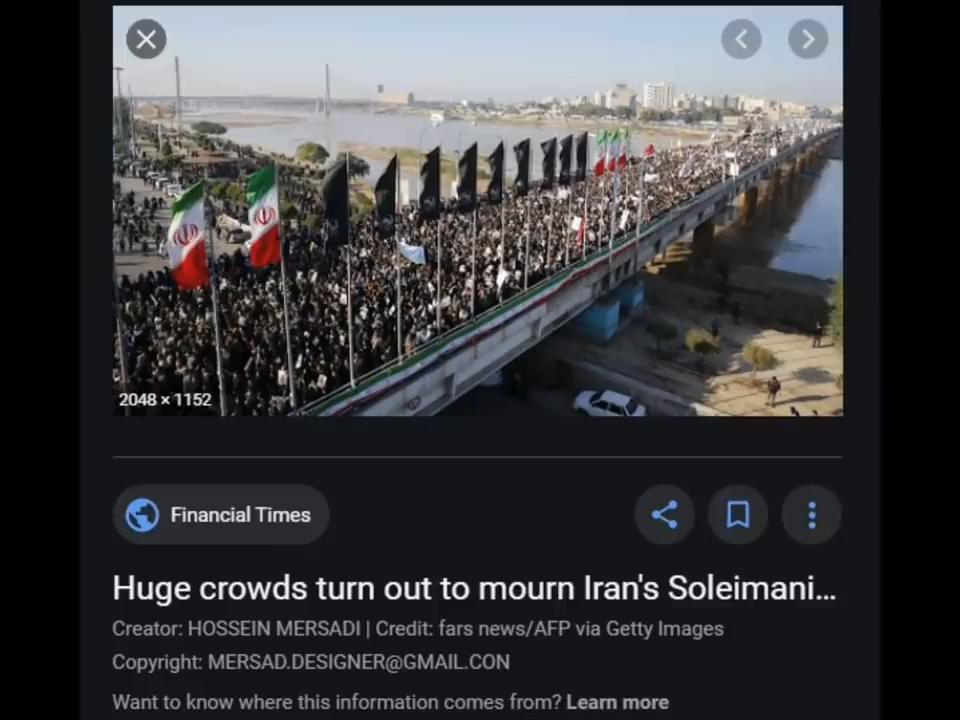 2048 × 1152
Financial Times
Huge crowds turn out to mourn Iran's Soleimani...
Creator: HOSSEIN MERSADI | Credit: fars news/AFP via Getty Images
Copyright: MERSAD.DESIGNER@GMAIL.CON
Want to know where this information comes from? Learn more